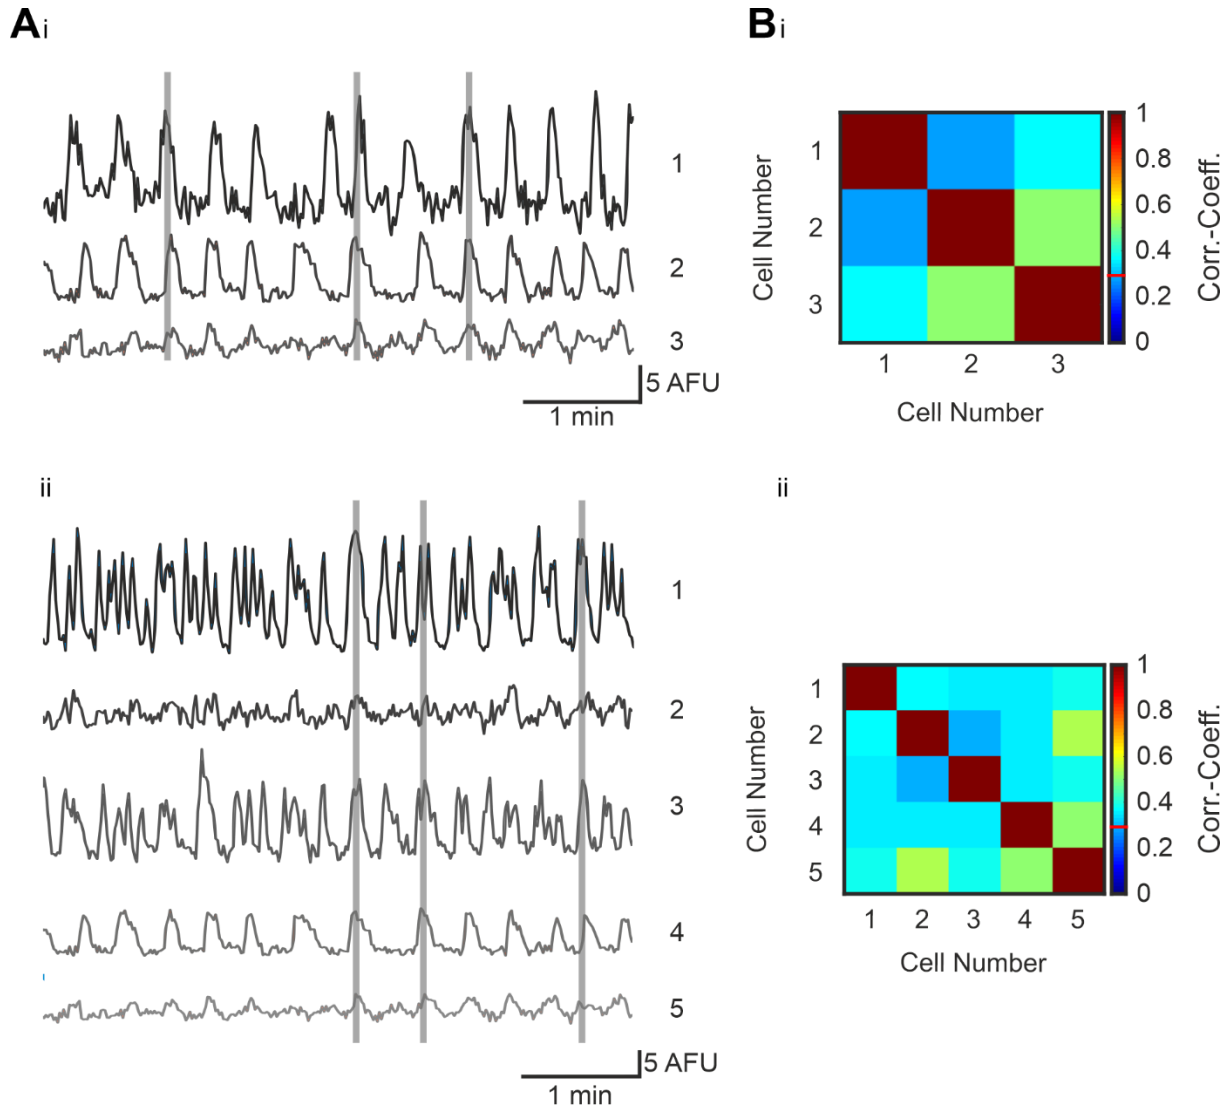 Ai
1
2
3
5 AFU
1 min
Bi
Cell Number
1
2
3
1 2 3
Cell Number
1
0.8
0.6
0.4
0.2
0
Corr.-Coeff.
ii
1
2
3
4
5
5 AFU
1 min
ii
Cell Number
1
2
3
4
5
1 2 3 4 5
Cell Number
1
0.8
0.6
0.4
0.2
0
Corr.-Coeff.